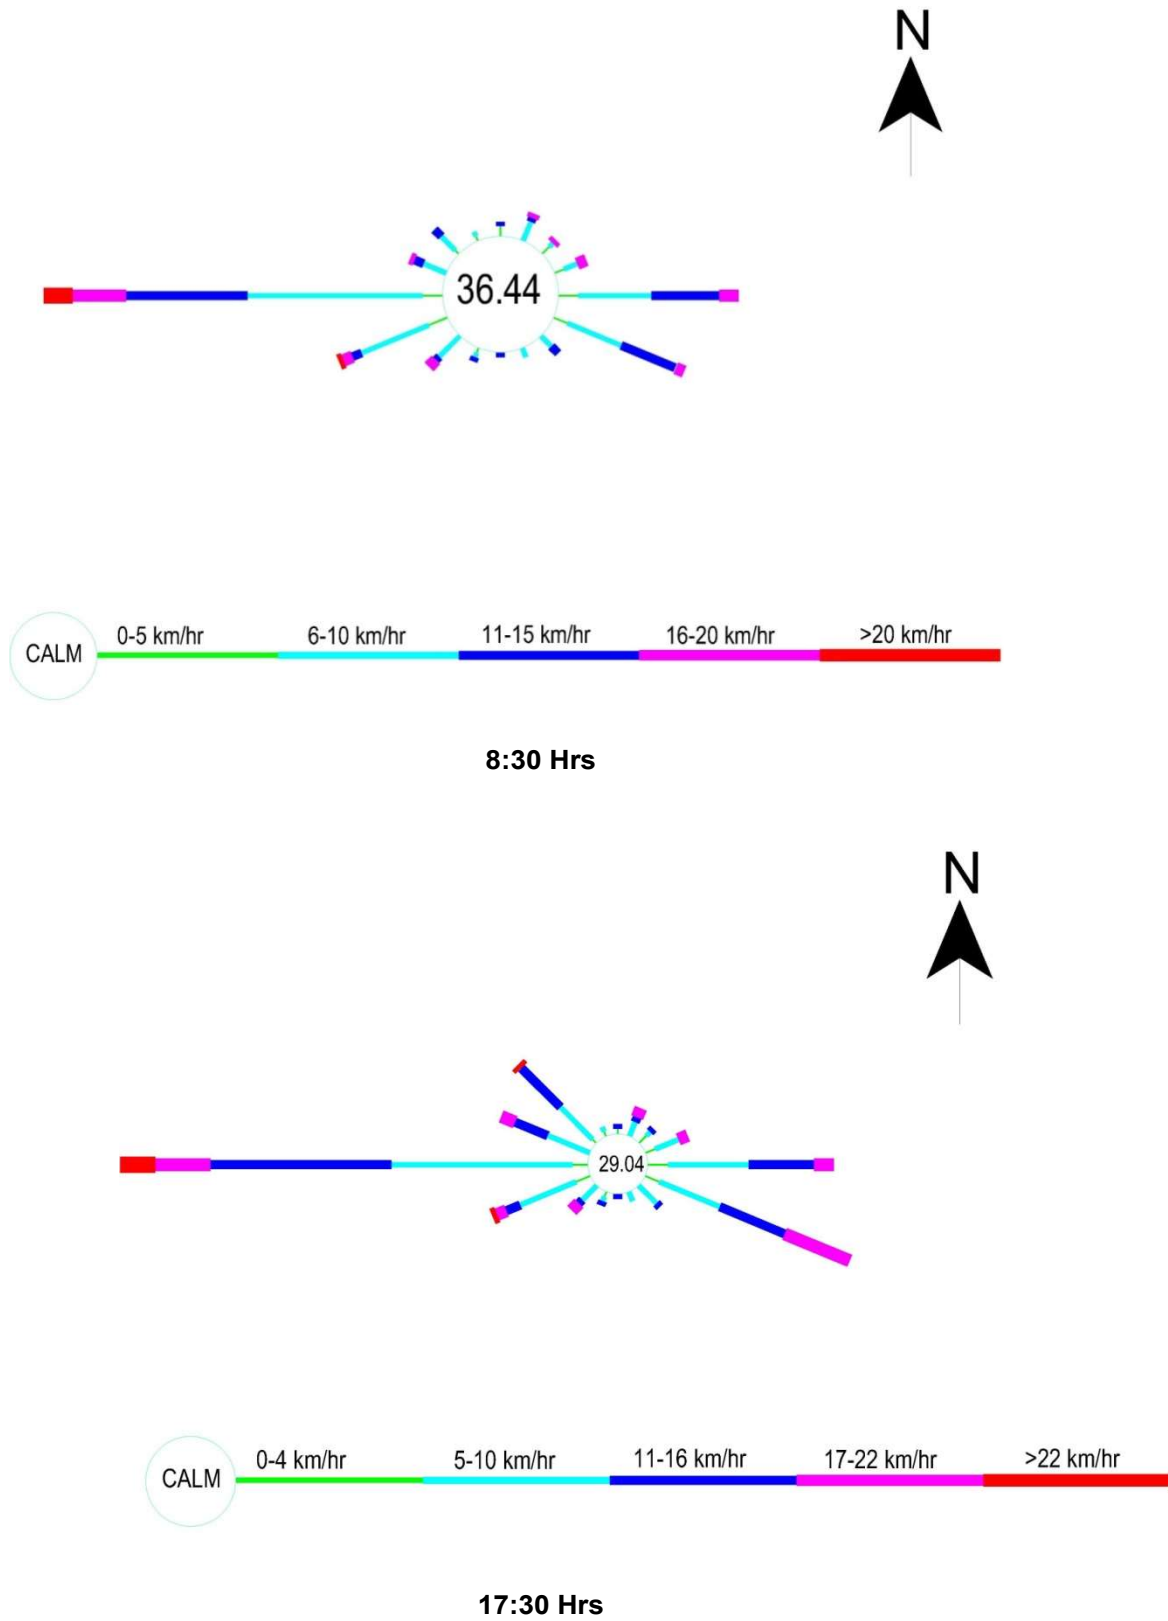 N
36.44
CALM 0-5 km/hr 6-10 km/hr 11-15 km/hr 16-20 km/hr >20 km/hr
8:30 Hrs
N
29.04
CALM 0-4 km/hr 5-10 km/hr 11-16 km/hr 17-22 km/hr >22 km/hr
17:30 Hrs